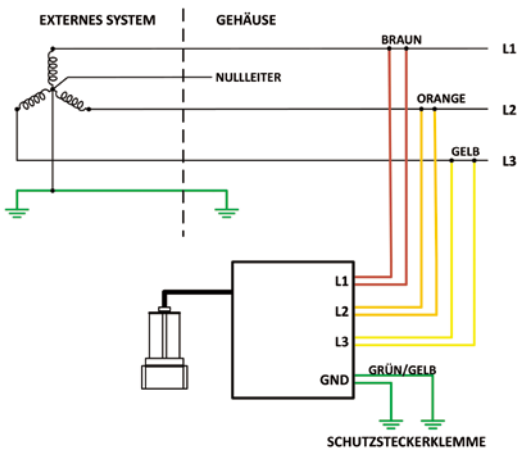 EXTERNES SYSTEM
GEHÄUSE
BRAUN
L1
NULLLEITER
ORANGE
L2
GELB
L3
L1
L2
L3
GRÜN/GELB
GND
SCHUTZSTECKERKLEMME